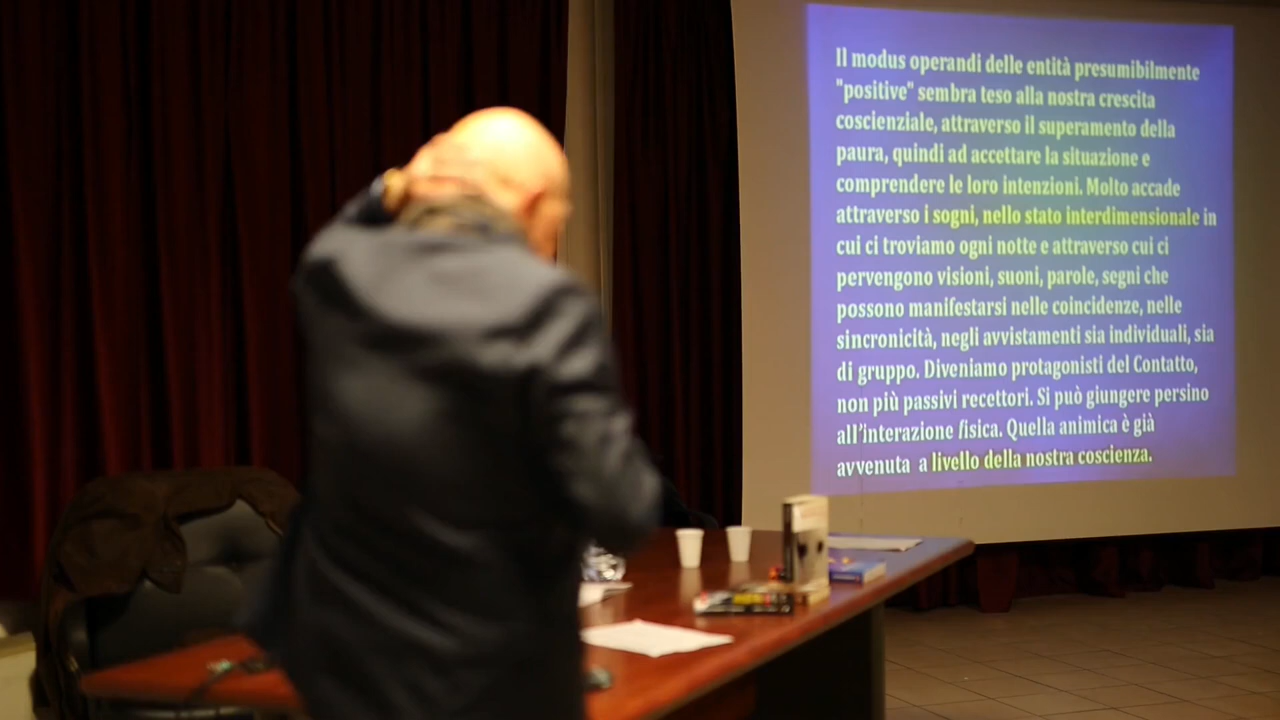 Il modus operandi delle entità presumibilmente
"positive" sembra teso alla nostra crescita
coscienziale, attraverso il superamento della
paura, quindi ad accettare la situazione e
comprendere le loro intenzioni. Molto accade
attraverso i sogni, nello stato interdimensionale in
cui ci troviamo ogni notte e attraverso cui ci
pervengono visioni, suoni, parole, segni che
possono manifestarsi nelle coincidenze, nelle
sincronicità, negli avvistamenti sia individuali, sia
di gruppo. Diveniamo protagonisti del Contatto,
non più passivi recettori. Si può giungere persino
all'interazione fisica. Quella animica è già
avvenuta a livello della nostra coscienza.